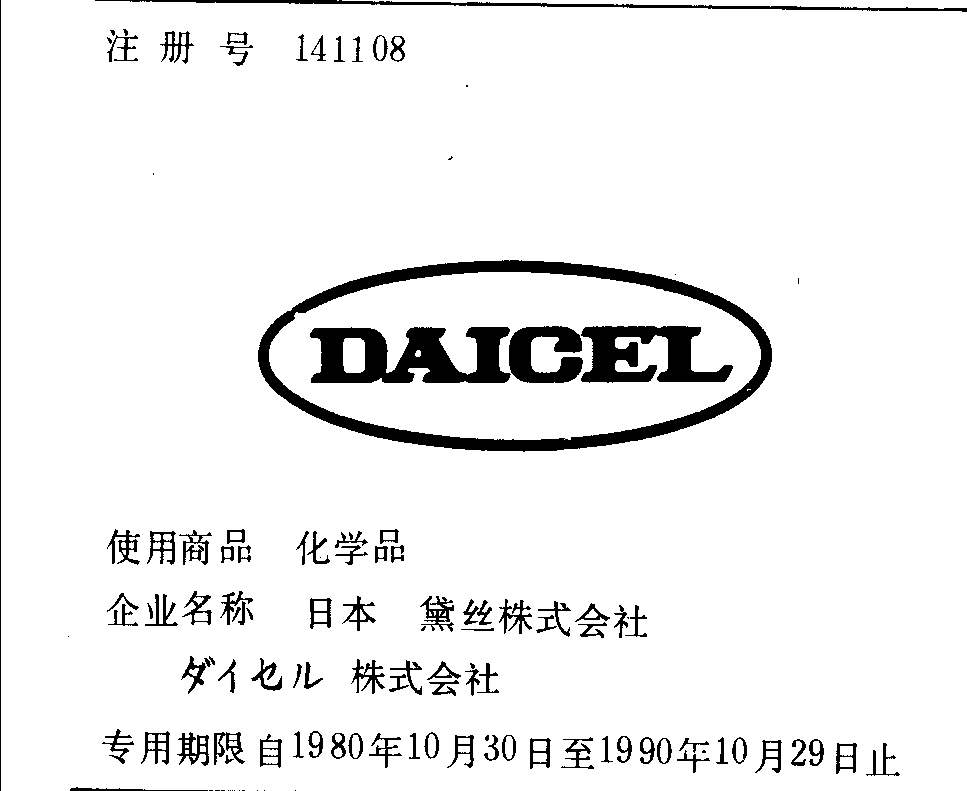 注册号 141108
DAICEL
使用商品 化学品
企业名称 日本 黛丝株式会社
ダイセル 株式会社
专用期限自1980年10月30日至1990年10月29日止